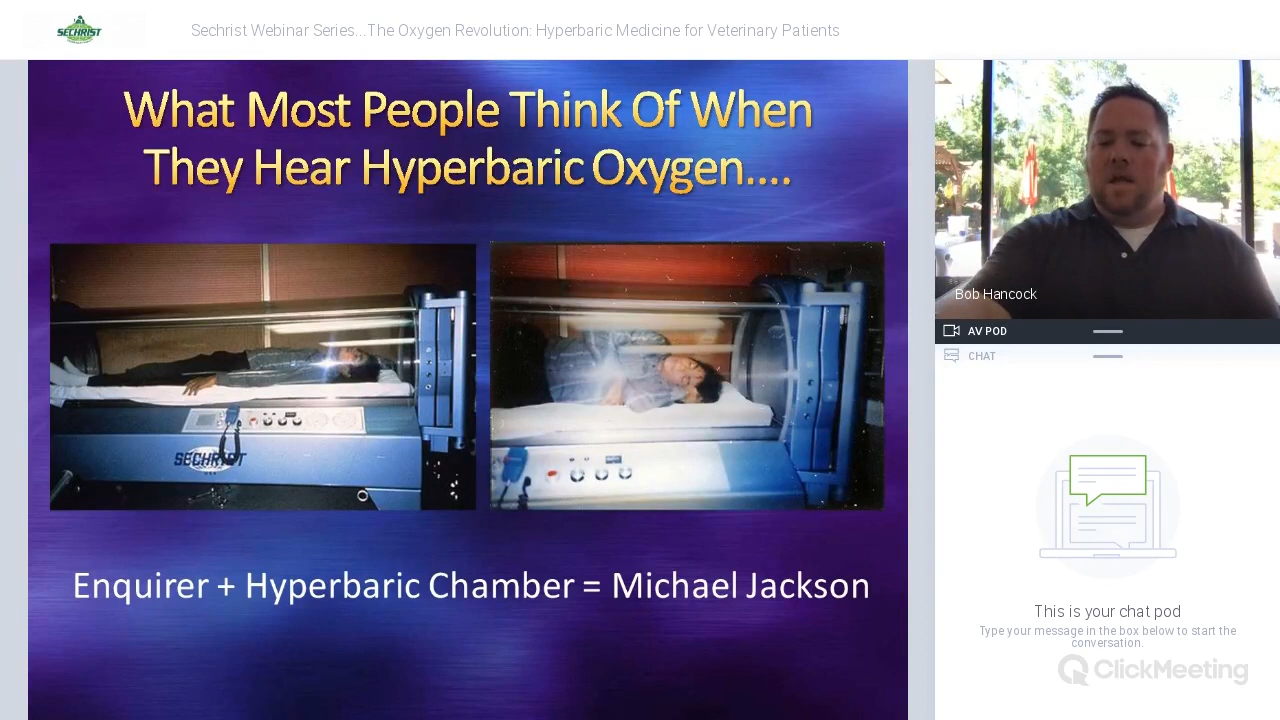 SECHRIST
Sechrist Webinar Series...The Oxygen Revolution: Hyperbaric Medicine for Veterinary Patients
What Most People Think Of When
They Hear Hyperbaric Oxygen....
SECHRIST
Enquirer + Hyperbaric Chamber = Michael Jackson
Bob Hancock
AV POD
CHAT
This is your chat pod
Type your message in the box below to start the
conversation.
ClickMeeting